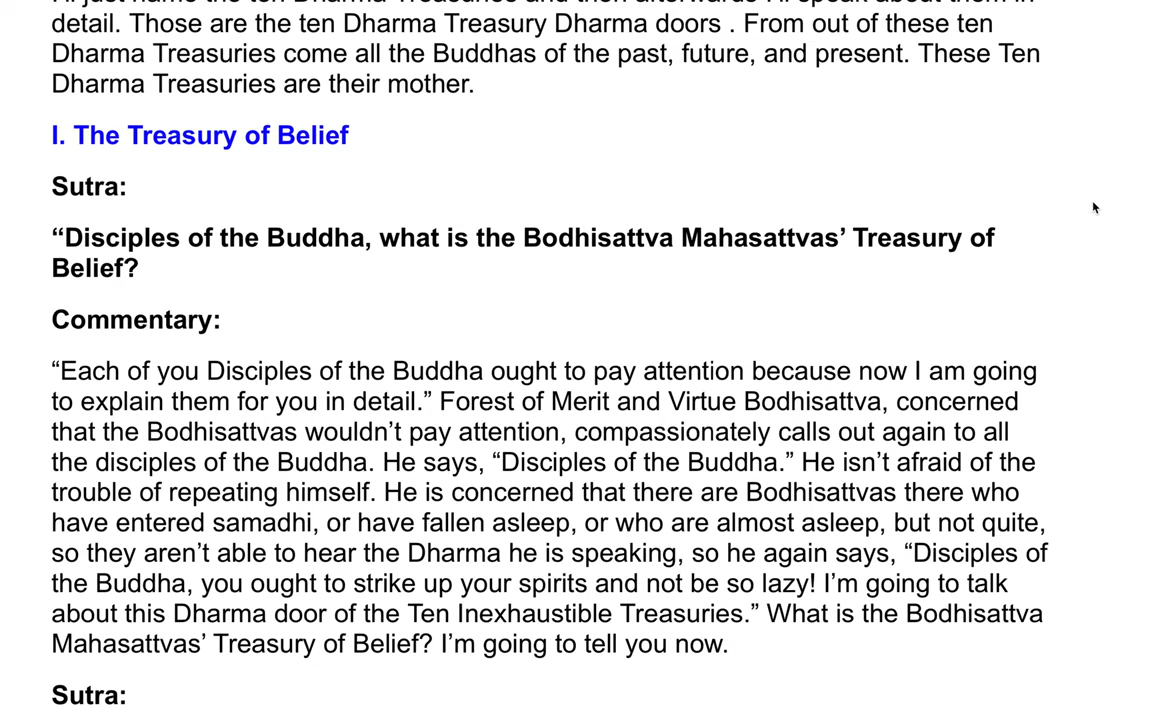 detail. Those are the ten Dharma Treasury Dharma doors . From out of these ten
Dharma Treasuries come all the Buddhas of the past, future, and present. These Ten
Dharma Treasuries are their mother.
I. The Treasury of Belief
Sutra:
“Disciples of the Buddha, what is the Bodhisattva Mahasattvas’ Treasury of
Belief?
Commentary:
“Each of you Disciples of the Buddha ought to pay attention because now I am going
to explain them for you in detail.” Forest of Merit and Virtue Bodhisattva, concerned
that the Bodhisattvas wouldn’t pay attention, compassionately calls out again to all
the disciples of the Buddha. He says, “Disciples of the Buddha.” He isn’t afraid of the
trouble of repeating himself. He is concerned that there are Bodhisattvas there who
have entered samadhi, or have fallen asleep, or who are almost asleep, but not quite,
so they aren’t able to hear the Dharma he is speaking, so he again says, “Disciples of
the Buddha, you ought to strike up your spirits and not be so lazy! I’m going to talk
about this Dharma door of the Ten Inexhaustible Treasuries.” What is the Bodhisattva
Mahasattvas’ Treasury of Belief? I’m going to tell you now.
Sutra: